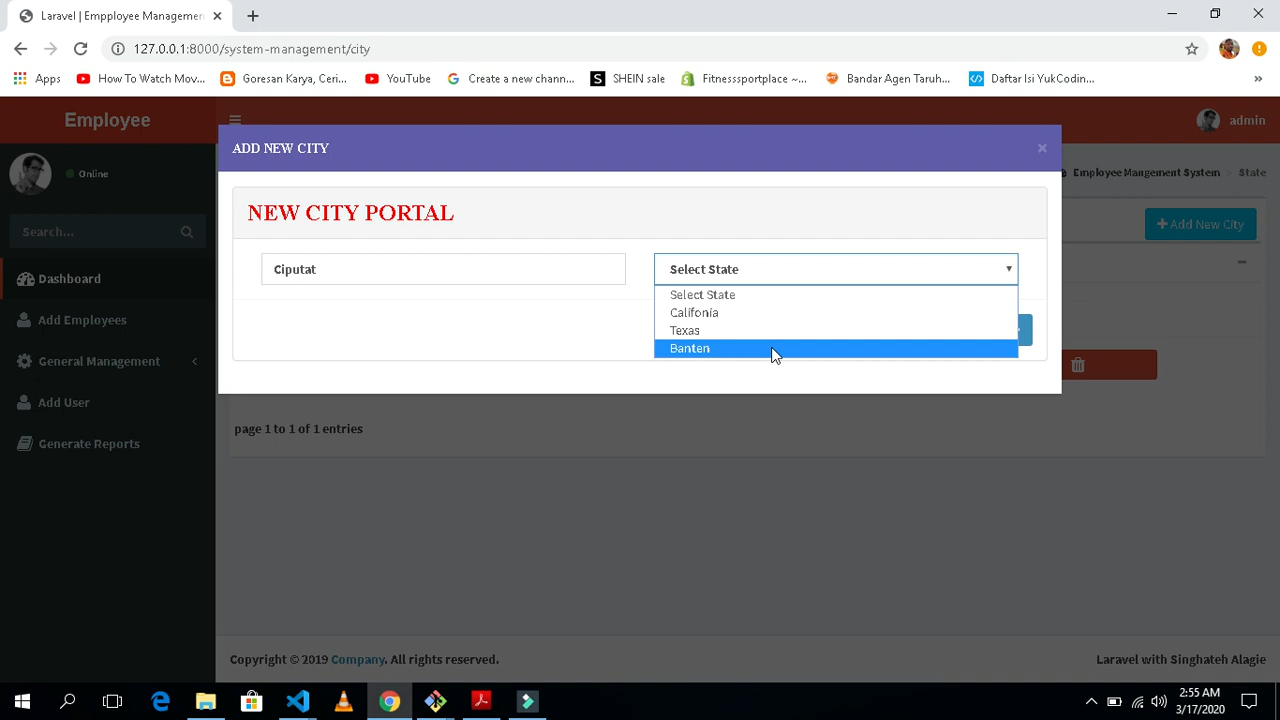 Laravel | Empployee Managemen
127.0.0.1:8000/system-management/city
Apps
How To Watch Mov...
Goresan Karya, Ceri...
YouTube
Create a new chann...
SHEIN sale
Fitnesssportplace ~...
Bandar Agen Taruh...
Daftar Isi YukCodin...
»
Employee
admin
ADD NEW CITY
×
Online
Employee Mangement System > State
NEW CITY PORTAL
Search...
+ Add New City
Ciputat
Select State
Dashboard
Select State
Califonia
Add Employees
Texas
Banten
General Management
Add User
page 1 to 1 of 1 entries
Generate Reports
Copyright © 2019 Company. All rights reserved.
Laravel with Singhateh Alagie
2:55 AM
3/17/2020